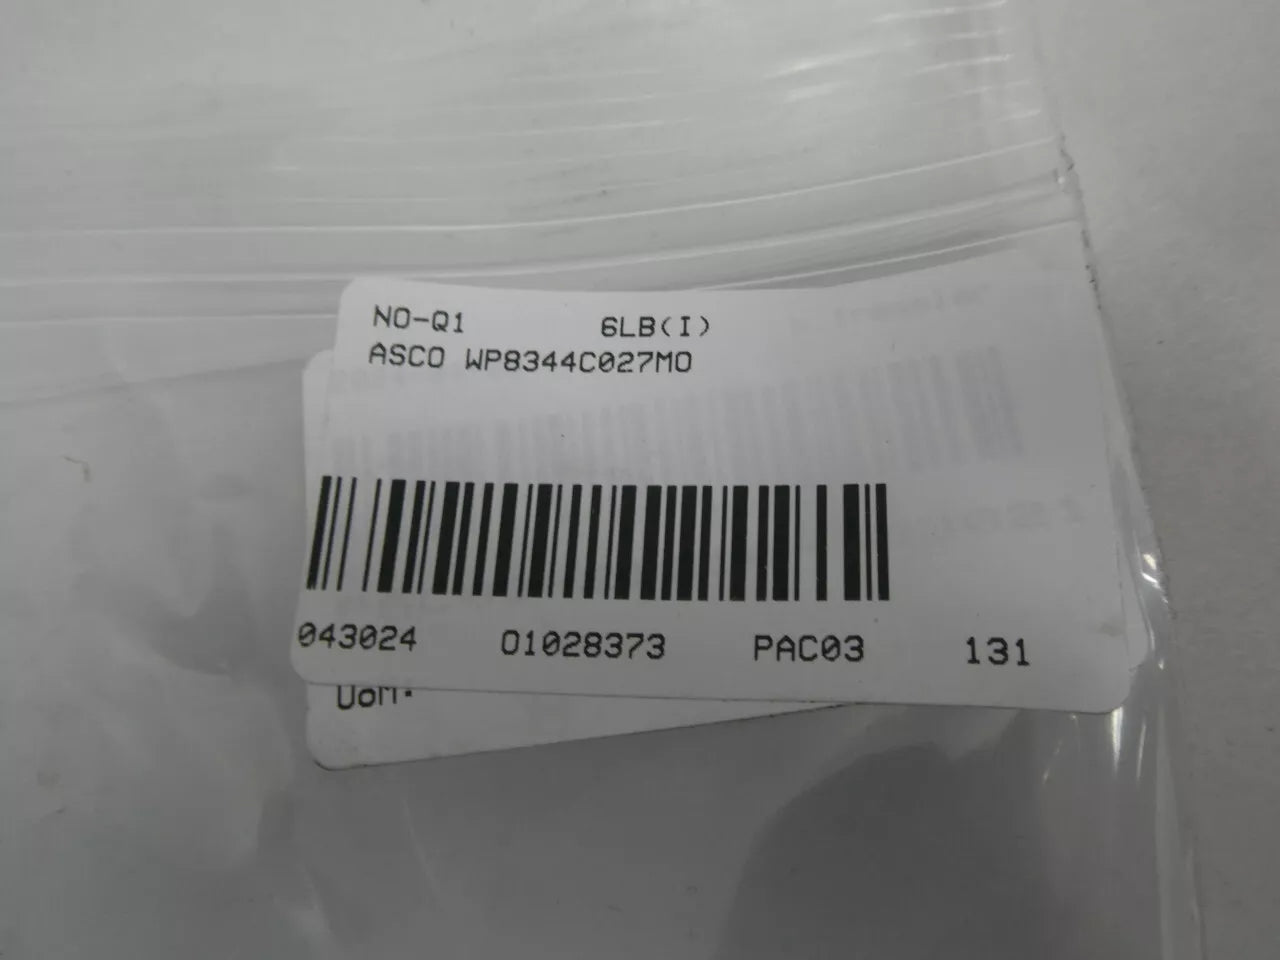 NO-Q1 6LB(I)
ASCO WP8344C027MO
043024 01028373 PAC03 131
UoM: